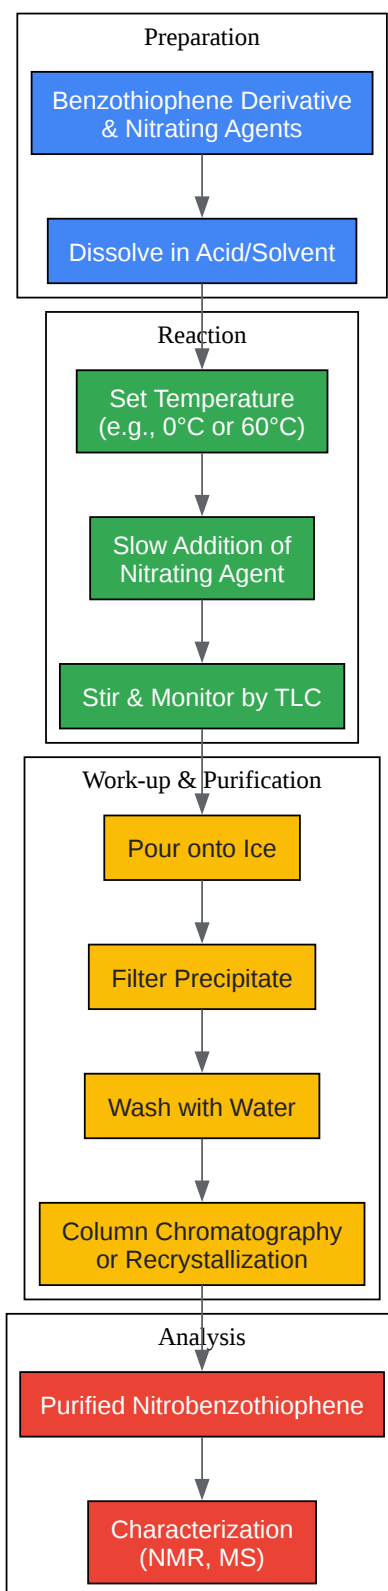 Preparation
Benzothiophene Derivative
& Nitrating Agents
Dissolve in Acid/Solvent
Reaction
Set Temperature
(e.g., 0°C or 60°C)
Slow Addition of
Nitrating Agent
Stir & Monitor by TLC
Work-up & Purification
Pour onto Ice
Filter Precipitate
Wash with Water
Column Chromatography
or Recrystallization
Analysis
Purified Nitrobenzothiophene
Characterization
(NMR, MS)